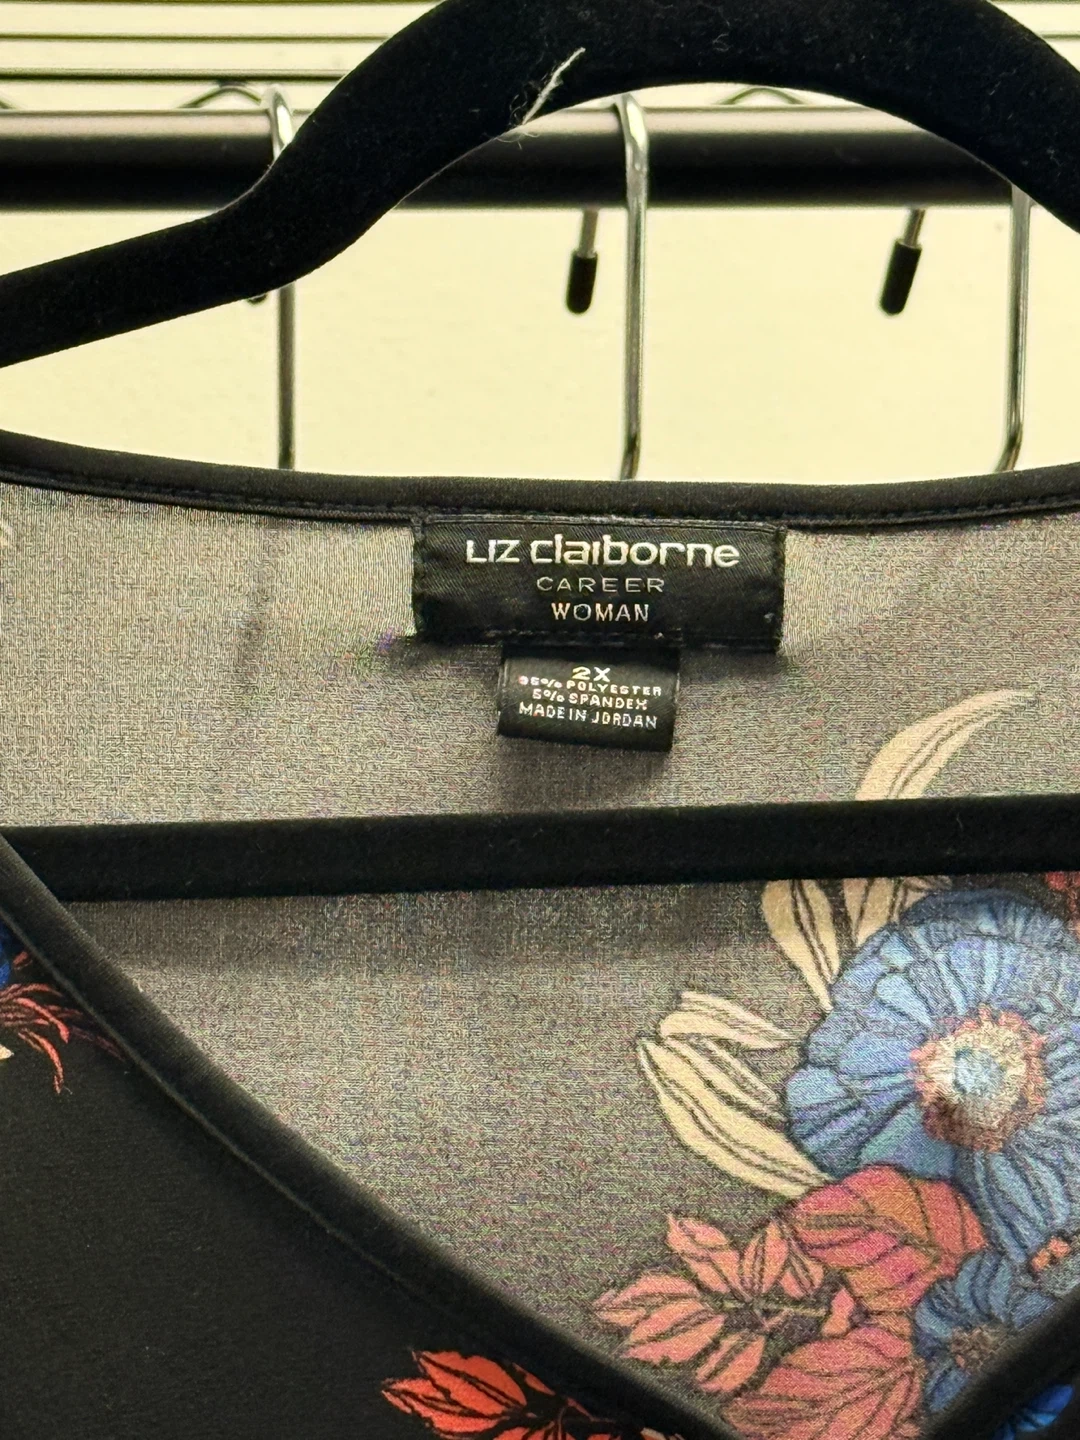 LIZ claiborne
CAREER
WOMAN
2X
95% POLYESTER
5% SPANDEX
MADE IN JORDAN